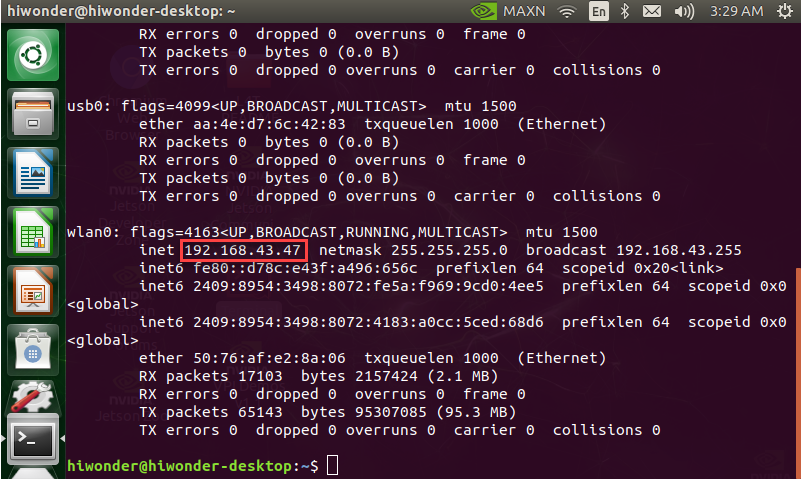 hiwonder@hiwonder-desktop: ~ MAXN En 3:29 AM
RX errors 0 dropped 0 overruns 0 frame 0
TX packets 0 bytes 0 (0.0 B)
TX errors 0 dropped 0 overruns 0 carrier 0 collisions 0
usb0: flags=4099<UP,BROADCAST,MULTICAST> mtu 1500
ether aa:4e:d7:6c:42:83 txqueuelen 1000 (Ethernet)
RX packets 0 bytes 0 (0.0 B)
RX errors 0 dropped 0 overruns 0 frame 0
TX packets 0 bytes 0 (0.0 B)
TX errors 0 dropped 0 overruns 0 carrier 0 collisions 0
wlan0: flags=4163<UP,BROADCAST,RUNNING,MULTICAST> mtu 1500
inet 192.168.43.47 netmask 255.255.255.0 broadcast 192.168.43.255
inet6 fe80::d78c:e43f:a496:656c prefixlen 64 scopeid 0x20<link>
inet6 2409:8954:3498:8072:fe5a:f969:9cd0:4ee5 prefixlen 64 scopeid 0x0
<global>
inet6 2409:8954:3498:8072:4183:a0cc:5ced:68d6 prefixlen 64 scopeid 0x0
<global>
ether 50:76:af:e2:8a:06 txqueuelen 1000 (Ethernet)
RX packets 17103 bytes 2157424 (2.1 MB)
RX errors 0 dropped 0 overruns 0 frame 0
TX packets 65143 bytes 95307085 (95.3 MB)
TX errors 0 dropped 0 overruns 0 carrier 0 collisions 0
hiwonder@hiwonder-desktop:~$